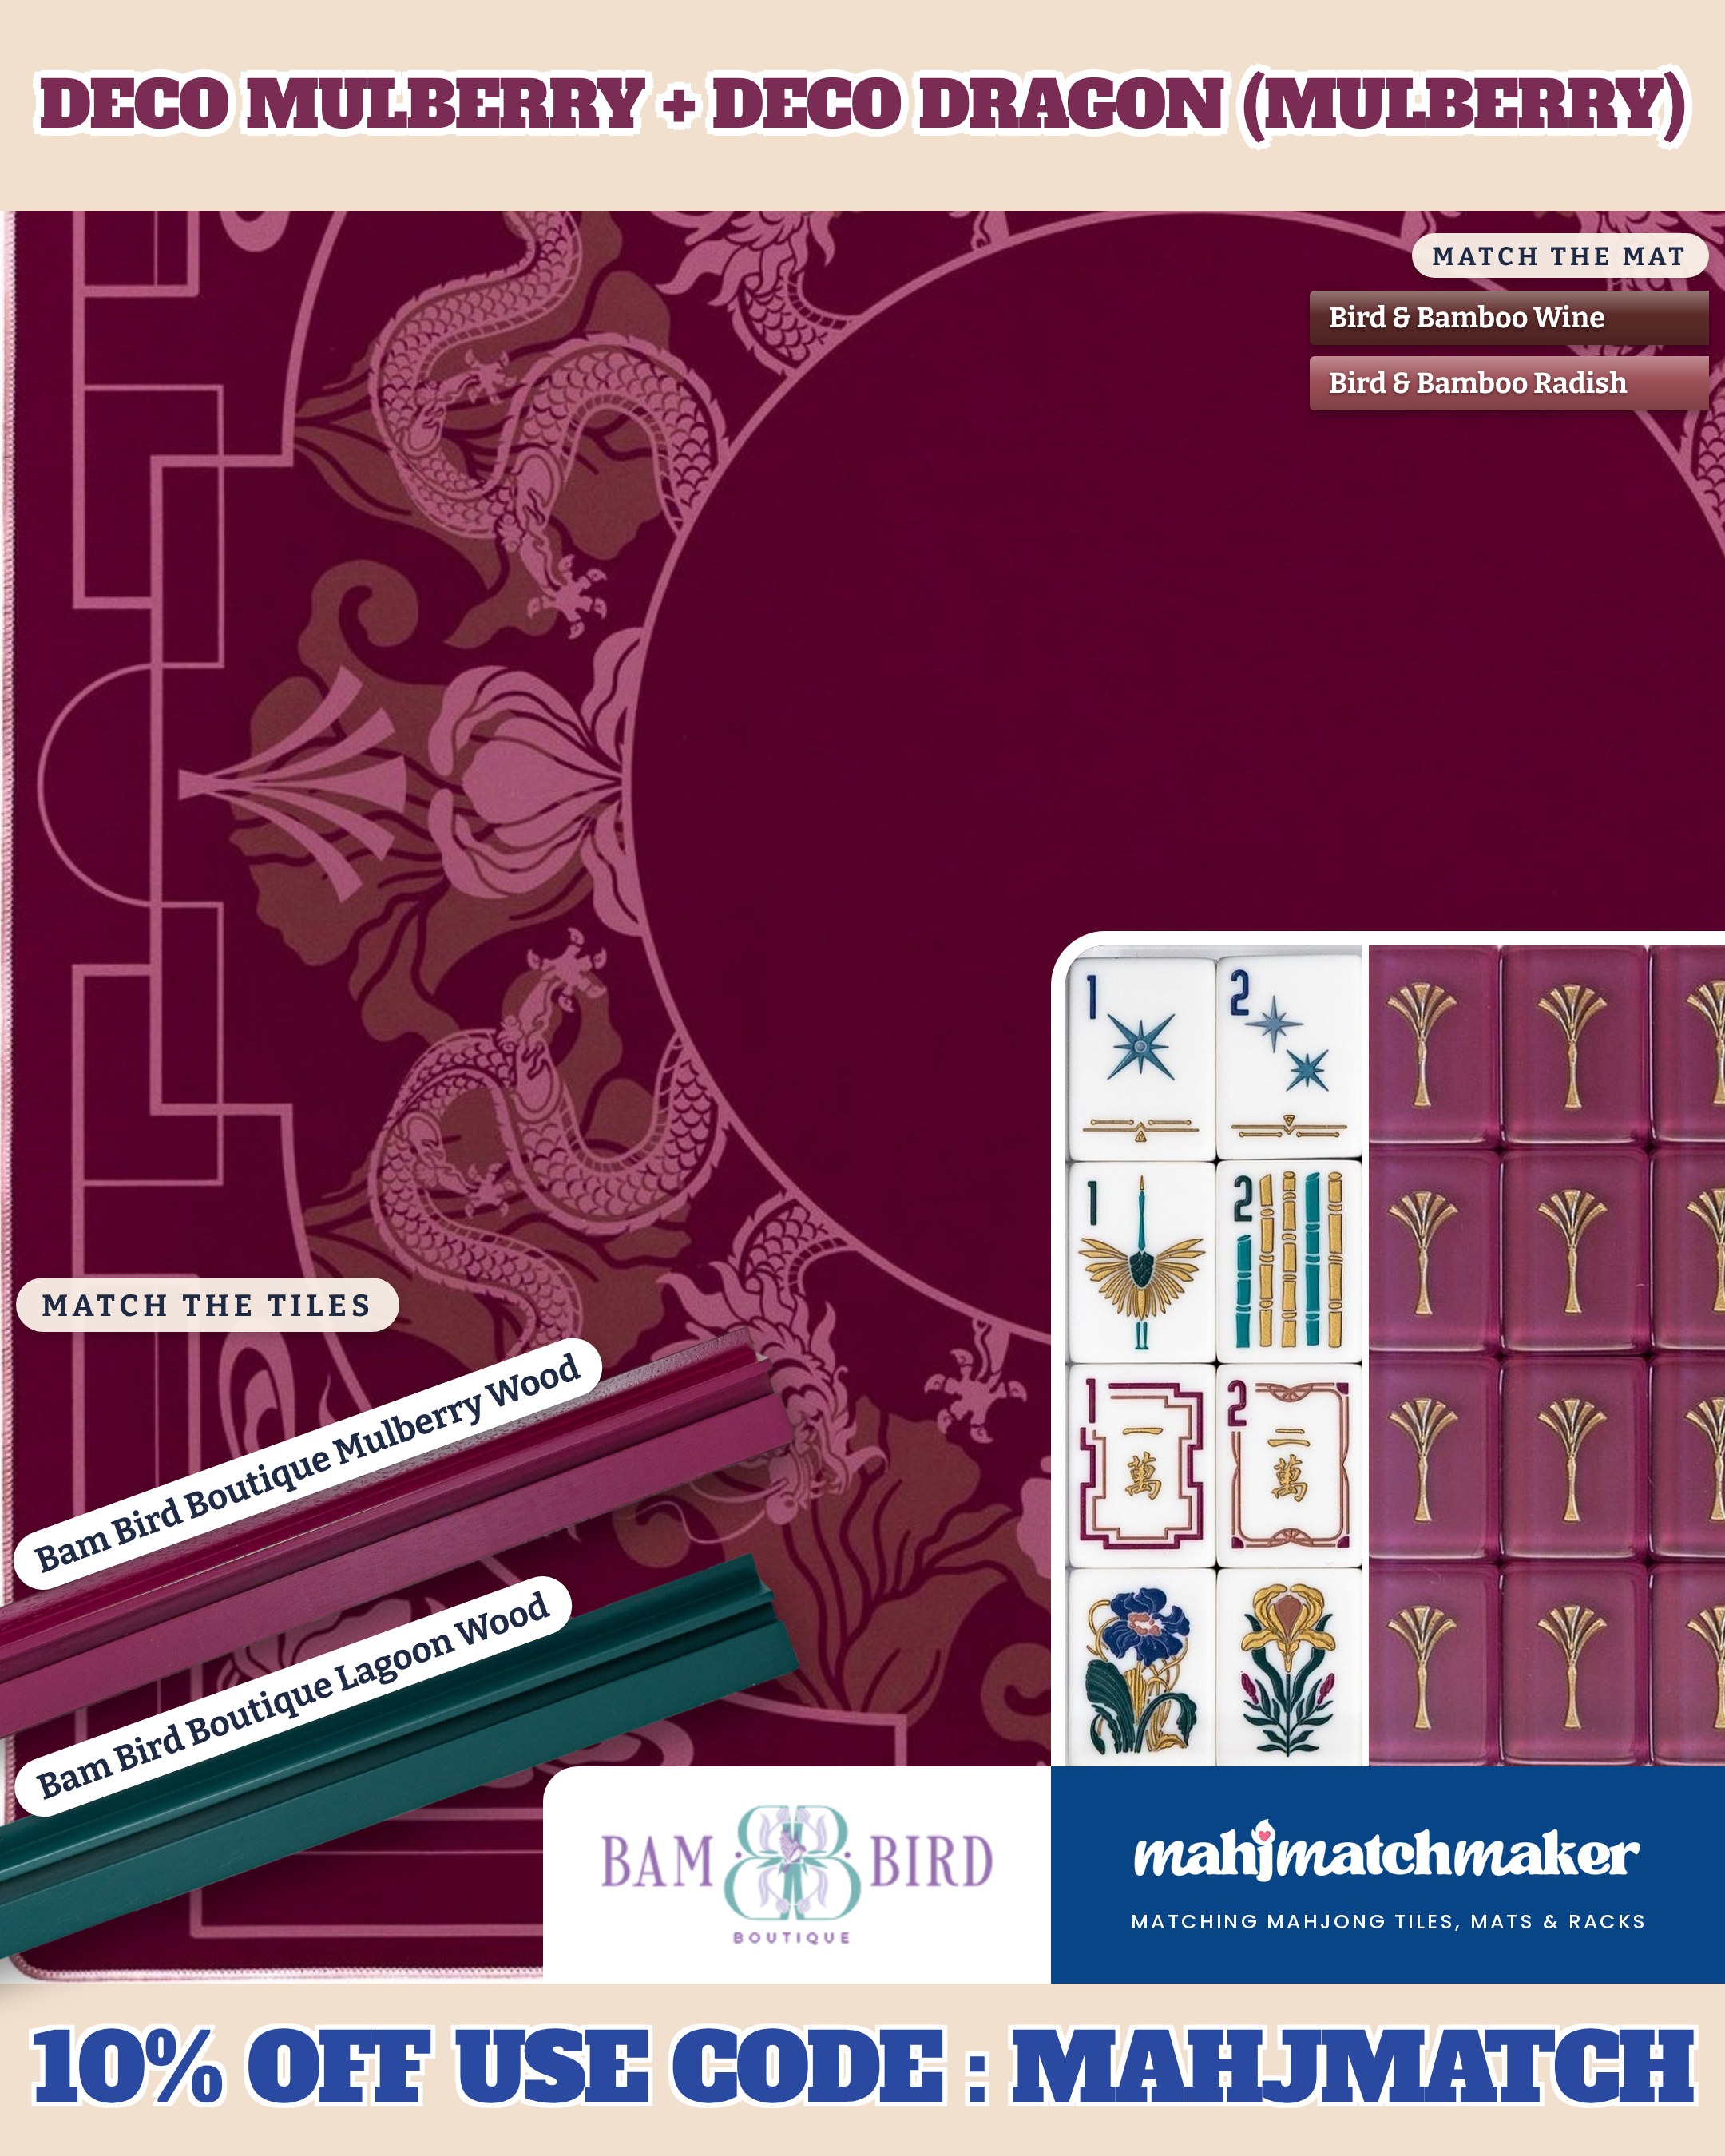 DECO MULBERRY + DECO DRAGON (MULBERRY)
MATCH THE MAT
Bird & Bamboo Wine
Bird & Bamboo Radish
1
2
1
2
1
一
萬
2
二
萬
MATCH THE TILES
Bam Bird Boutique Mulberry Wood
Bam Bird Boutique Lagoon Wood
BAM BIRD
BOUTIQUE
mahjmatchmaker
MATCHING MAHJONG TILES, MATS & RACKS
10% OFF USE CODE : MAHJMATCH